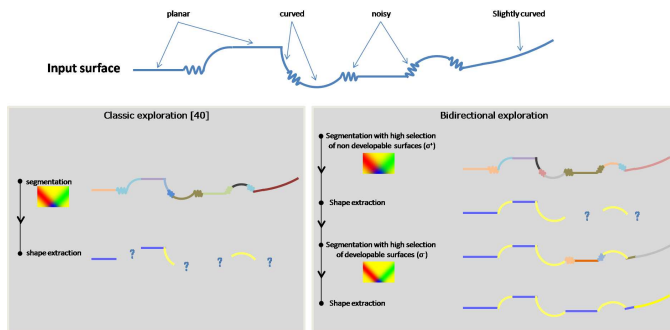 planar
curved
noisy
Slightly curved
Input surface
Classic exploration [40]
segmentation
?
?
?
?
shape extraction
Bidirectional exploration
Segmentation with high selection
of non developable surfaces (σ⁺)
Shape extraction
?
?
Segmentation with high selection
of developable surfaces (σ⁻)
Shape extraction